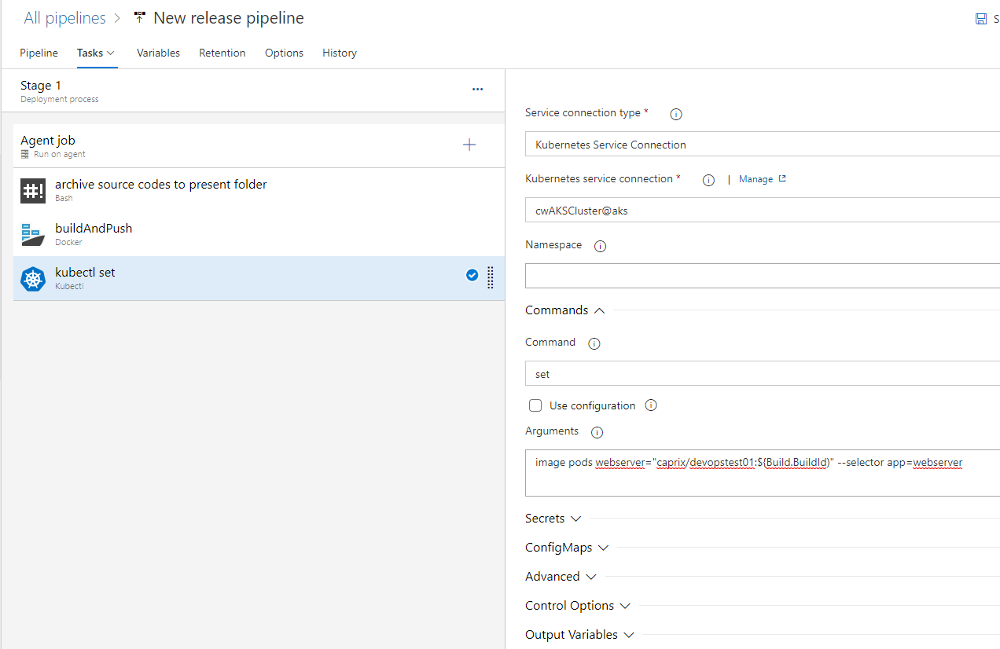 All pipelines > New release pipeline
S
Pipeline Tasks Variables Retention Options History
Stage 1
Deployment process
...
Agent job
Run on agent
#! archive source codes to present folder
Bash
buildAndPush
Docker
kubectl set
Kubectl
Service connection type *
Kubernetes Service Connection
Kubernetes service connection * | Manage
cwAKSCluster@aks
Namespace
Commands
Command
set
Use configuration
Arguments
image pods webserver="caprix/devopstest01:${Build.BuildId)" --selector app=webserver
Secrets
ConfigMaps
Advanced
Control Options
Output Variables